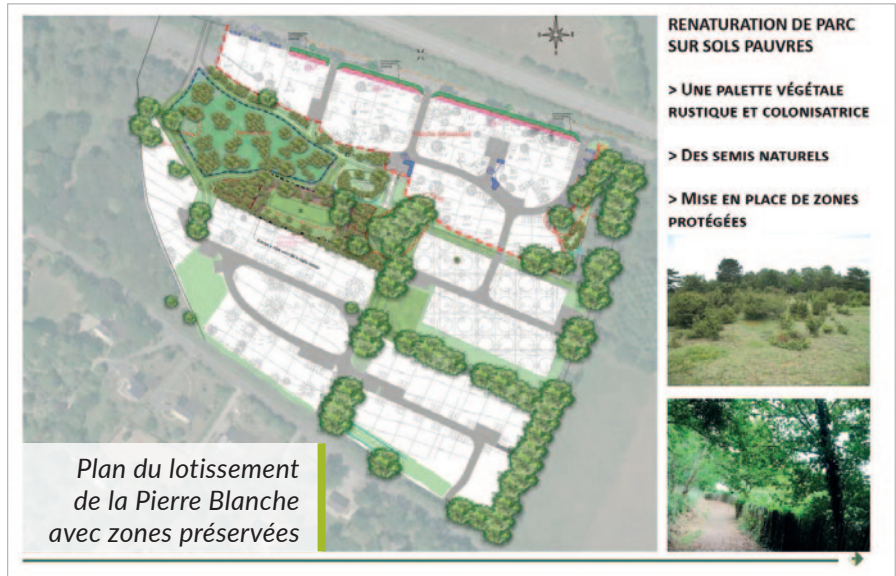 RENATURATION DE PARC
SUR SOLS PAUVRES
> UNE PALETTE VÉGÉTALE
RUSTIQUE ET COLONISATRICE
> DES SEMIS NATURELS
> MISE EN PLACE DE ZONES
PROTÉGÉES
Plan du lotissement
de la Pierre Blanche
avec zones préservées